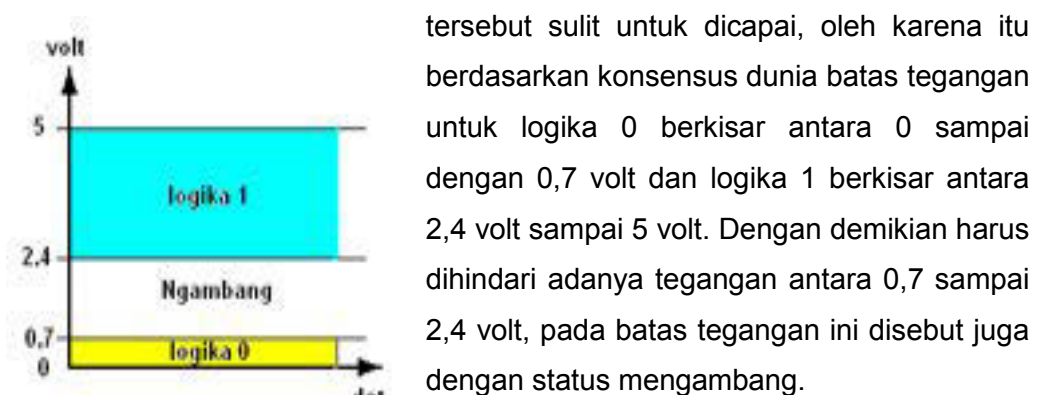 volt
5
logika 1
2,4
Ngambang
0,7
logika 0
0
tersebut sulit untuk dicapai, oleh karena itu
berdasarkan konsensus dunia batas tegangan
untuk logika 0 berkisar antara 0 sampai
dengan 0,7 volt dan logika 1 berkisar antara
2,4 volt sampai 5 volt. Dengan demikian harus
dihindari adanya tegangan antara 0,7 sampai
2,4 volt, pada batas tegangan ini disebut juga
dengan status mengambang.